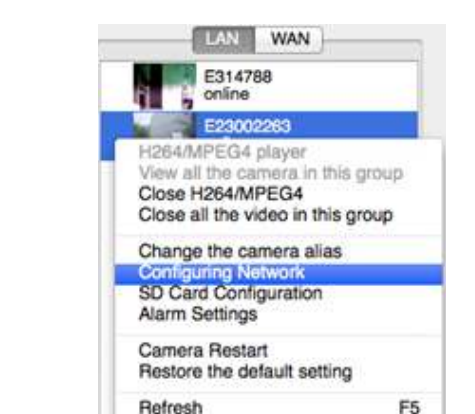 LAN WAN
E314788
online
E23002263
H264/MPEG4 player
View all the camera in this group
Close H264/MPEG4
Close all the video in this group
Change the camera alias
Configuring Network
SD Card Configuration
Alarm Settings
Camera Restart
Restore the default setting
Refresh F5